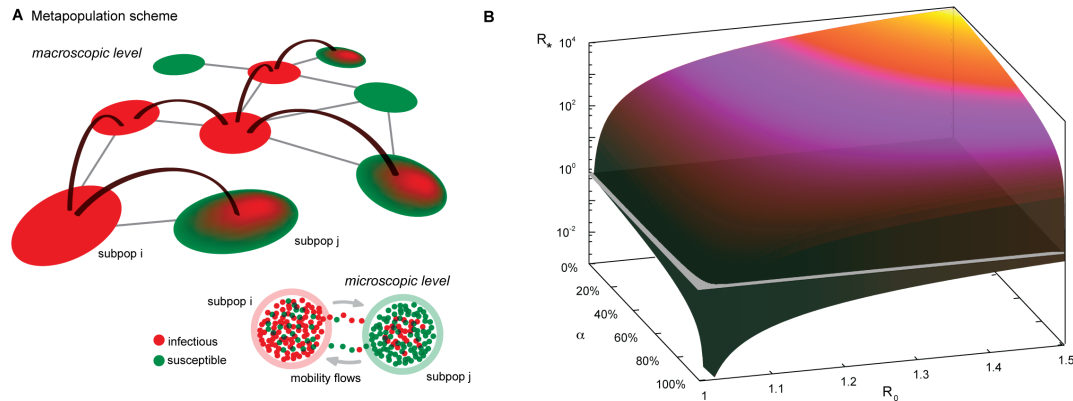 A Metapopulation scheme
macroscopic level
subpop i
subpop j
microscopic level
subpop i
infectious
susceptible
mobility flows
subpop j
B
R*
10^4
10^2
10^0
10^-2
0%
20%
40%
60%
80%
100%
α
1
1.1
1.2
1.3
1.4
1.5
R₀